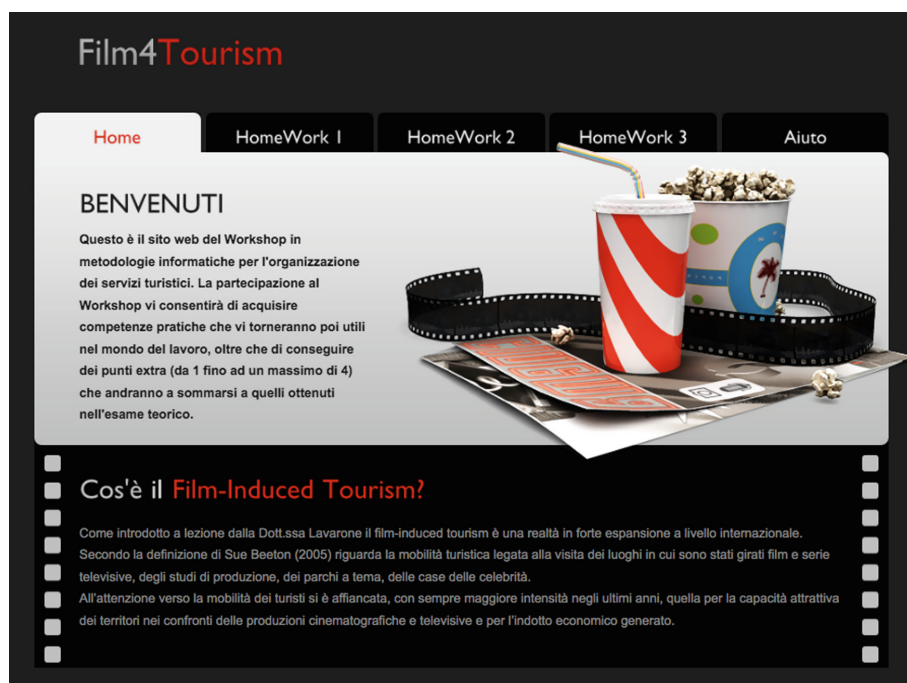 Film4Tourism
Home
HomeWork 1
HomeWork 2
HomeWork 3
Aiuto
BENVENUTI
Questo è il sito web del Workshop in
metodologie informatiche per l'organizzazione
dei servizi turistici. La partecipazione al
Workshop vi consentirà di acquisire
competenze pratiche che vi torneranno poi utili
nel mondo del lavoro, oltre che di conseguire
dei punti extra (da 1 fino ad un massimo di 4)
che andranno a sommarsi a quelli ottenuti
nell'esame teorico.
Cos'è il Film-Induced Tourism?
Come introdotto a lezione dalla Dott.ssa Lavarone il film-induced tourism è una realtà in forte espansione a livello internazionale.
Secondo la definizione di Sue Beeton (2005) riguarda la mobilità turistica legata alla visita dei luoghi in cui sono stati girati film e serie
televisive, degli studi di produzione, dei parchi a tema, delle case delle celebrità.
All'attenzione verso la mobilità dei turisti si è affiancata, con sempre maggiore intensità negli ultimi anni, quella per la capacità attrattiva
dei territori nei confronti delle produzioni cinematografiche e televisive e per l'indotto economico generato.